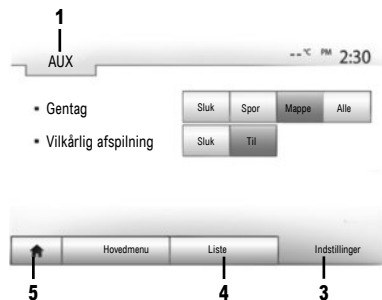 1
AUX --°C PM 2:30
Gentag Sluk Spor Mappe Alle
Vilkårlig afspilning Sluk Til
Hovedmenu Liste Indstillinger
5 4 3